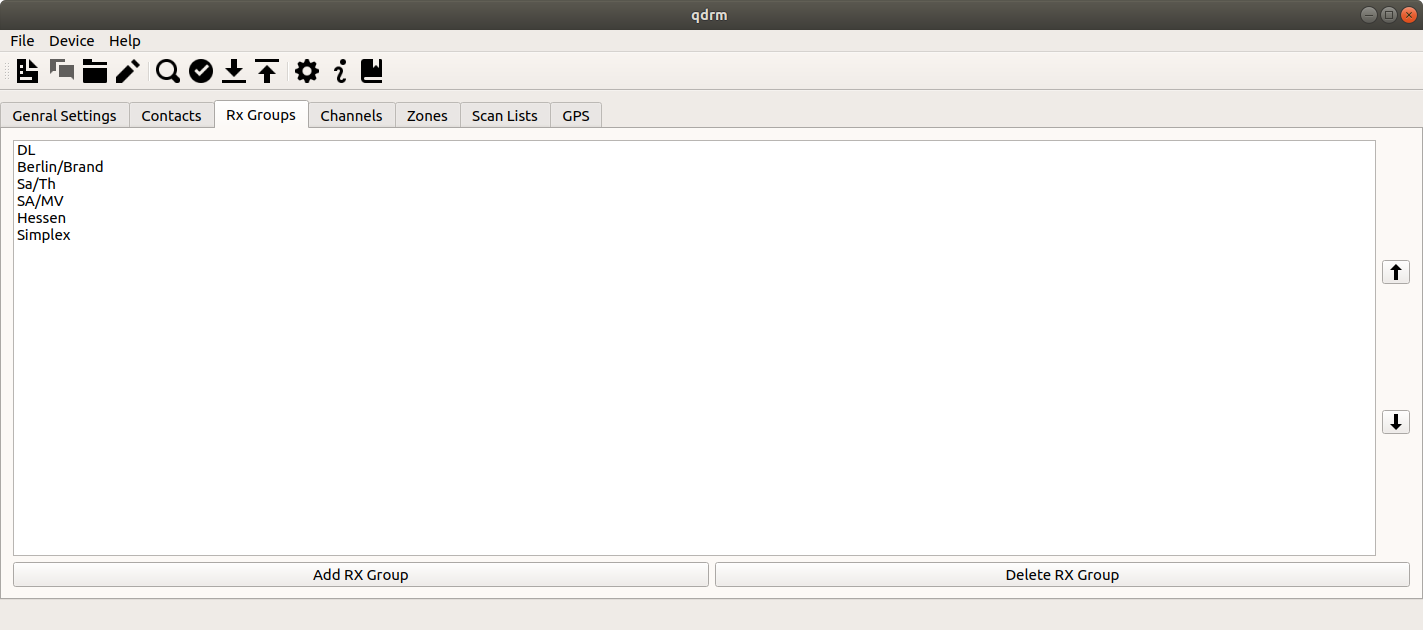 qdrm
File Device Help
Genral Settings Contacts Rx Groups Channels Zones Scan Lists GPS
DL
Berlin/Brand
Sa/Th
SA/MV
Hessen
Simplex
Add RX Group Delete RX Group